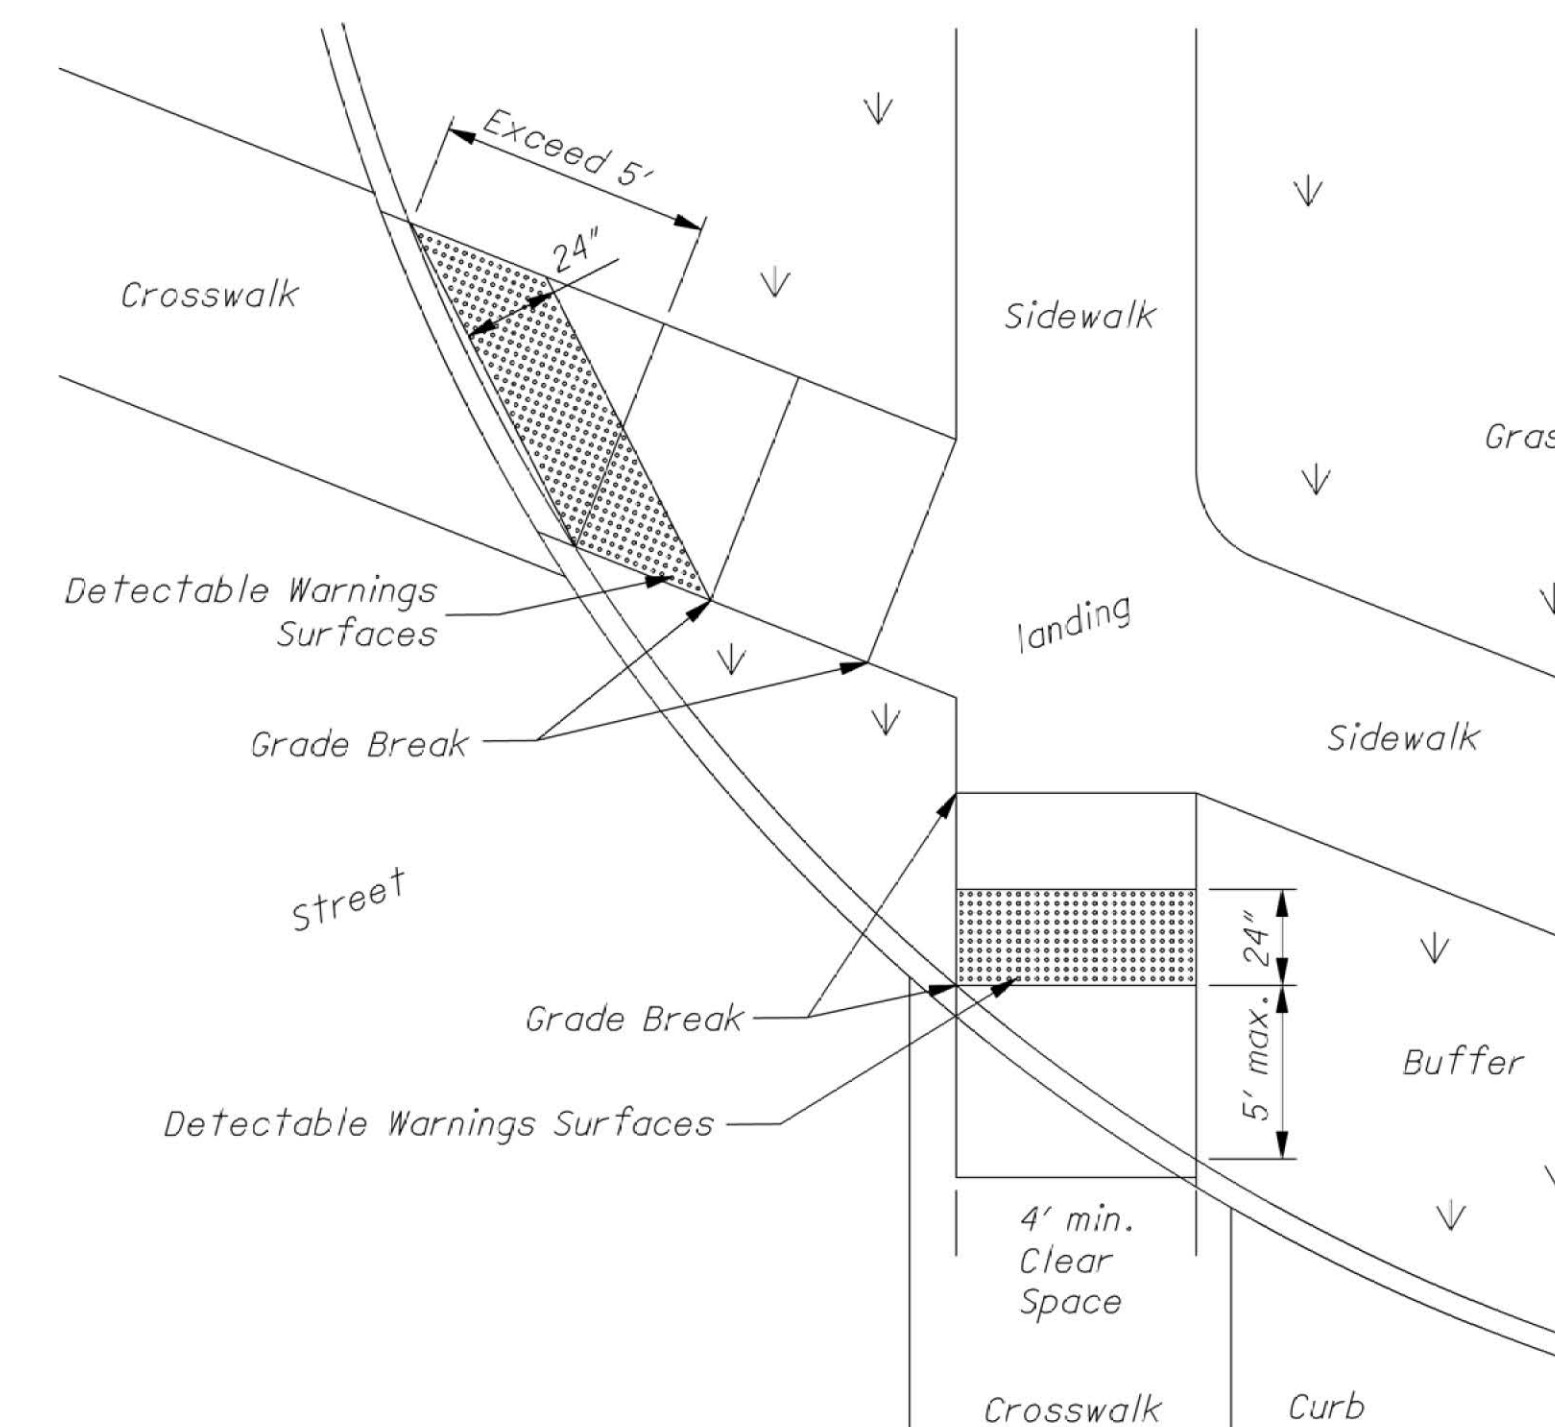 Exceed 5'
24"
Crosswalk
Sidewalk
Gras
Detectable Warnings
Surfaces
landing
Grade Break
Sidewalk
Street
24"
Grade Break
5' max.
Buffer
Detectable Warnings Surfaces
4' min.
Clear
Space
Crosswalk
Curb